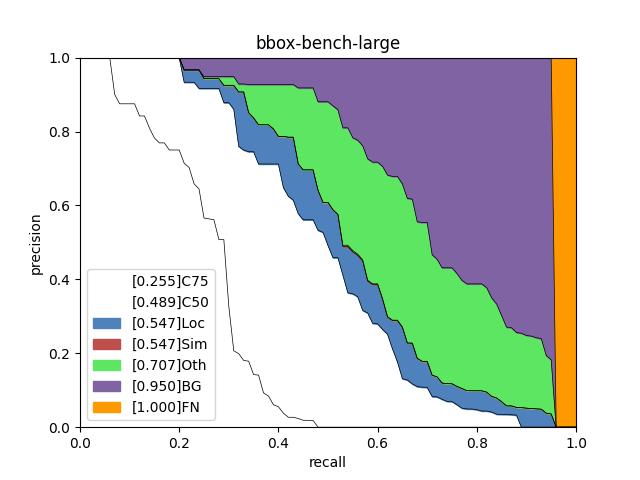 bbox-bench-large
1.0
0.8
0.6
0.4
0.2
0.0
precision
[0.255]C75
[0.489]C50
[0.547]Loc
[0.547]Sim
[0.707]Oth
[0.950]BG
[1.000]FN
0.0 0.2 0.4 0.6 0.8 1.0
recall